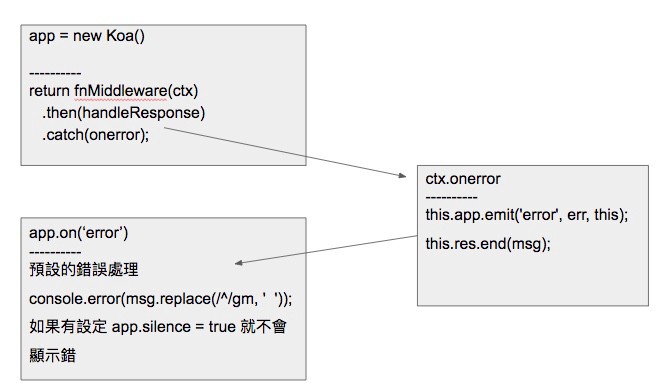 app = new Koa()
----------
return fnMiddleware(ctx)
.then(handleResponse)
.catch(onerror);
ctx.onerror
----------
this.app.emit('error', err, this);
this.res.end(msg);
app.on(‘error’)
----------
預設的錯誤處理
console.error(msg.replace(/^/gm, '  '));
如果有設定 app.silence = true 就不會
顯示錯